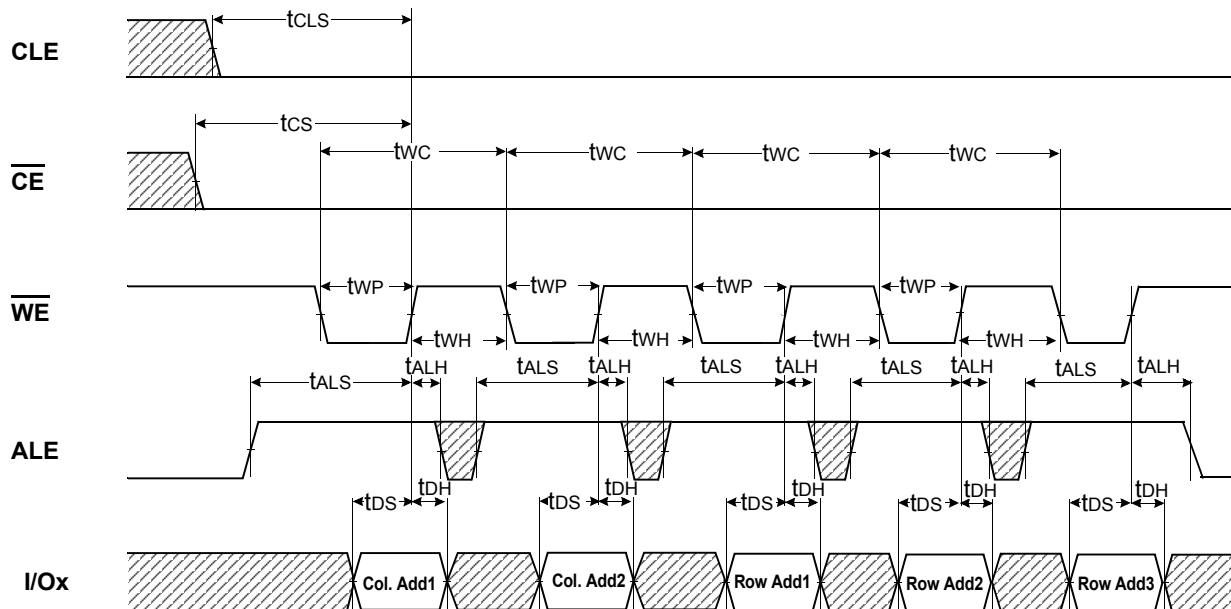 CLE
tCLS
CE
tCS
tWC tWC tWC tWC
WE
tWP tWP tWP tWP
tWH tWH tWH tWH
ALE
tALS tALH tALS tALH tALS tALH tALS tALH tALS tALH
tDS tDH tDS tDH tDS tDH tDS tDH tDS tDH
I/Ox
Col. Add1 Col. Add2 Row Add1 Row Add2 Row Add3